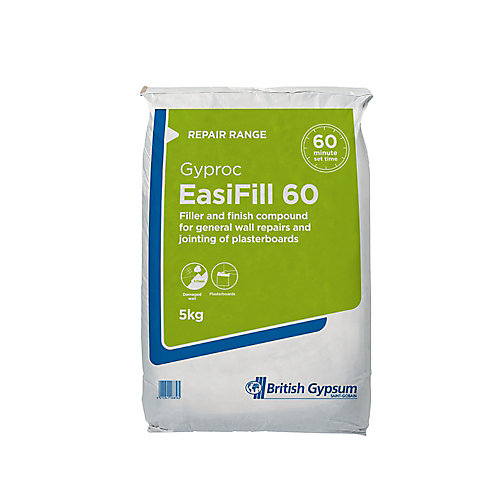 REPAIR RANGE
60
minute
set time
Gyproc
EasiFill 60
Filler and finish compound
for general wall repairs and
jointing of plasterboards
Damaged
wall
Plasterboards
5kg
British Gypsum
SAINT-GOBAIN